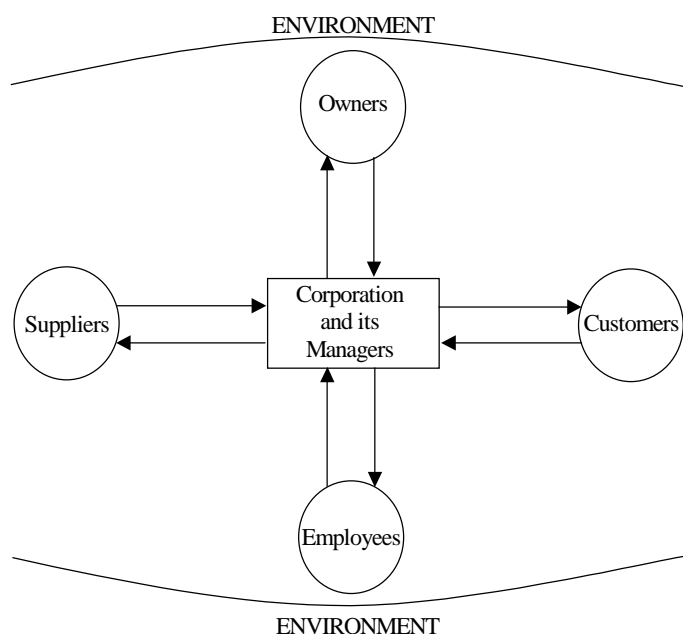 ENVIRONMENT
Owners
Suppliers
Corporation
and its
Managers
Customers
Employees
ENVIRONMENT